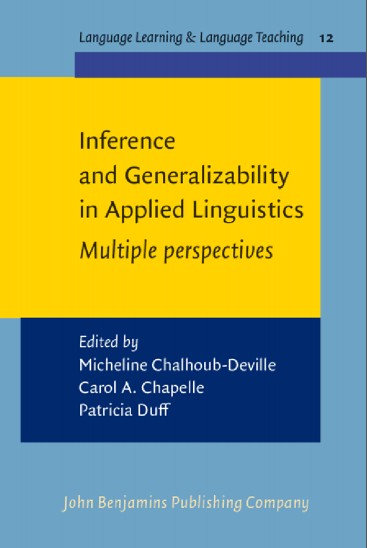 Language Learning & Language Teaching 12
Inference
and Generalizability
in Applied Linguistics
Multiple perspectives
Edited by
Micheline Chalhoub-Deville
Carol A. Chapelle
Patricia Duff
John Benjamins Publishing Company